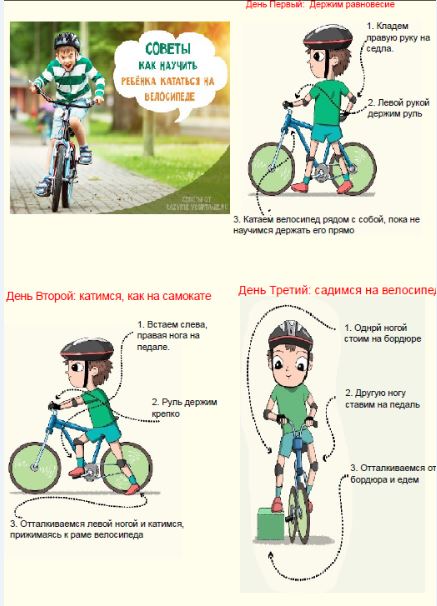 СОВЕТЫ
КАК НАУЧИТЬ
РЕБЁНКА КАТАТЬСЯ НА
ВЕЛОСИПЕДЕ
День Первый: Держим равновесие
1. Кладем
правую руку на
седла.
2. Левой рукой
держим руль
3. Катаем велосипед рядом с собой, пока не
научимся держать его прямо
День Второй: катимся, как на самокате
1. Встаем слева,
правая нога на
педале.
2. Руль держим
крепко
3. Отталкиваемся левой ногой и катимся,
прижимаясь к раме велосипеда
День Третий: садимся на велосипед
1. Однрй ногой
стоим на бордюре
2. Другую ногу
ставим на педаль
3. Отталкиваемся от
бордюра и едем